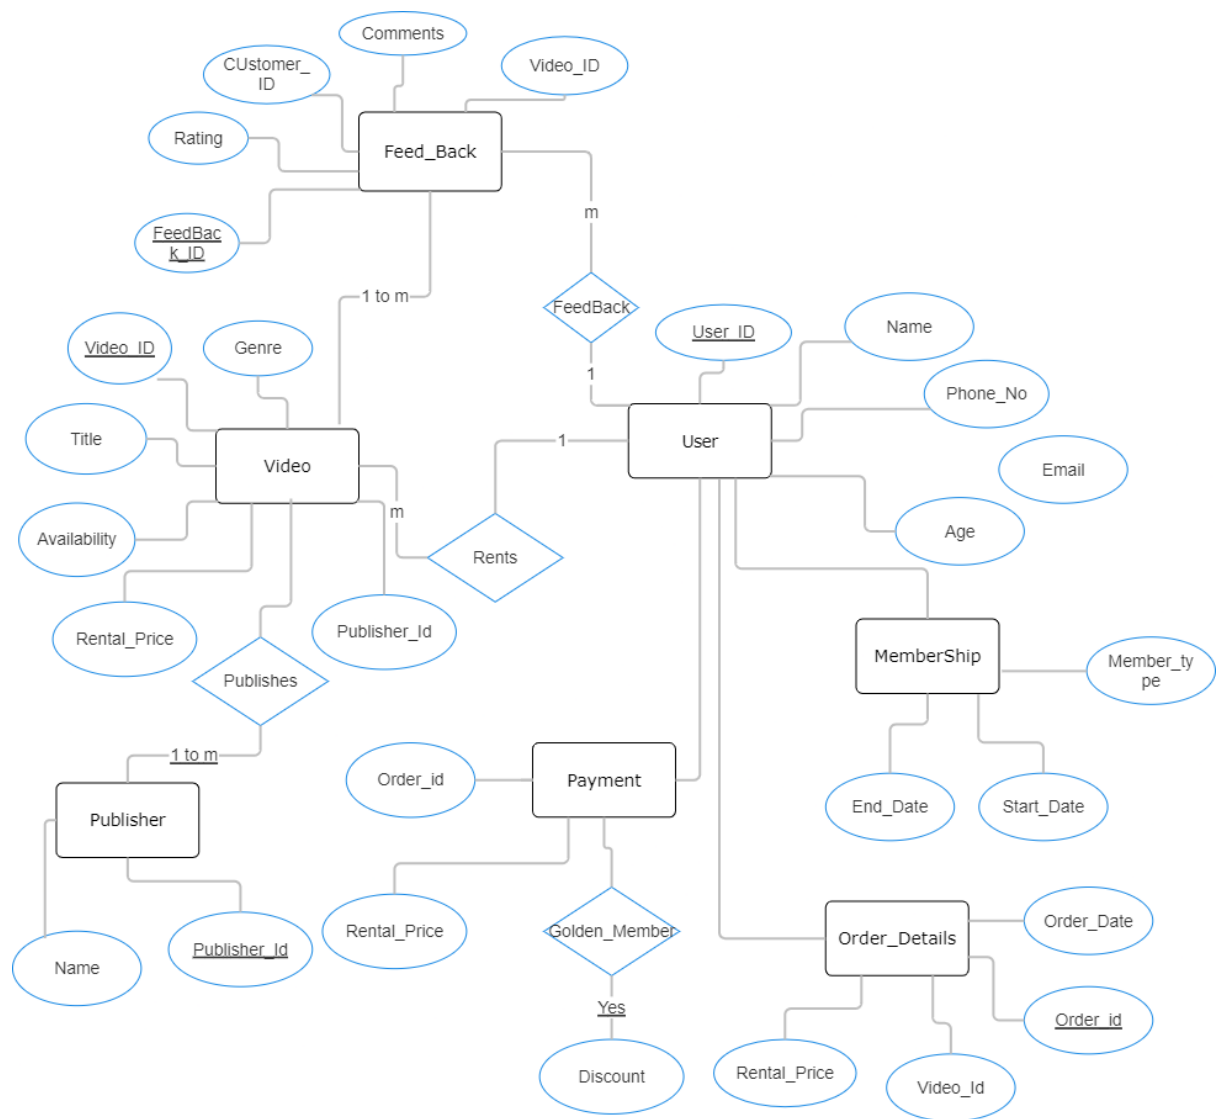 Comments
CUstomer_
ID
Video_ID
Rating
Feed_Back
FeedBac
k_ID
m
1 to m
FeedBack
Video_ID
Genre
User_ID
Name
1
Phone_No
Title
Video
1
User
Email
m
Availability
Rents
Age
Rental_Price
Publisher_Id
MemberShip
Member_ty
pe
Publishes
1 to m
Order_id
Payment
End_Date
Start_Date
Publisher
Rental_Price
Golden_Member
Order_Details
Order_Date
Name
Publisher_Id
Yes
Order_id
Discount
Rental_Price
Video_Id